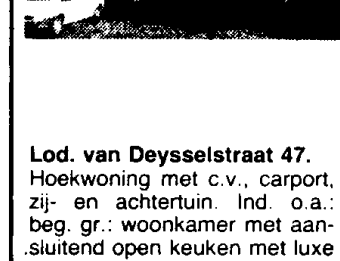 Lod. van Deysselstraat 47.
Hoekwoning met c.v., carport,
zij- en achtertuin. Ind. o.a.:
beg. gr.: woonkamer met aan-
sluitend open keuken met luxe